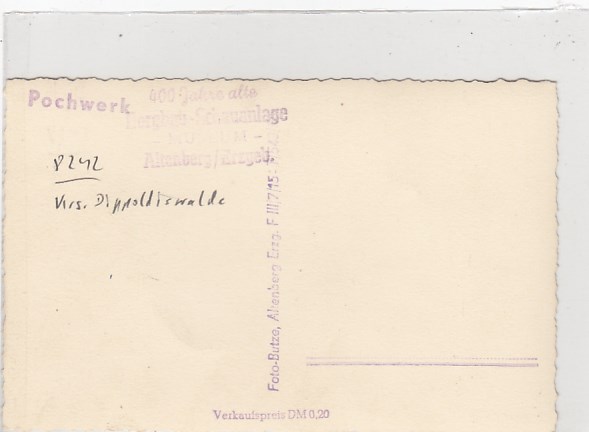 Pochwerk
400 Jahre alte
Bergbau-Schauanlage
Altenberg/Erzgeb.
8242
Krs. Dippoldiswalde
Foto-Butze, Altenberg Erzg. F III/7/15
Verkaufspreis DM 0,20